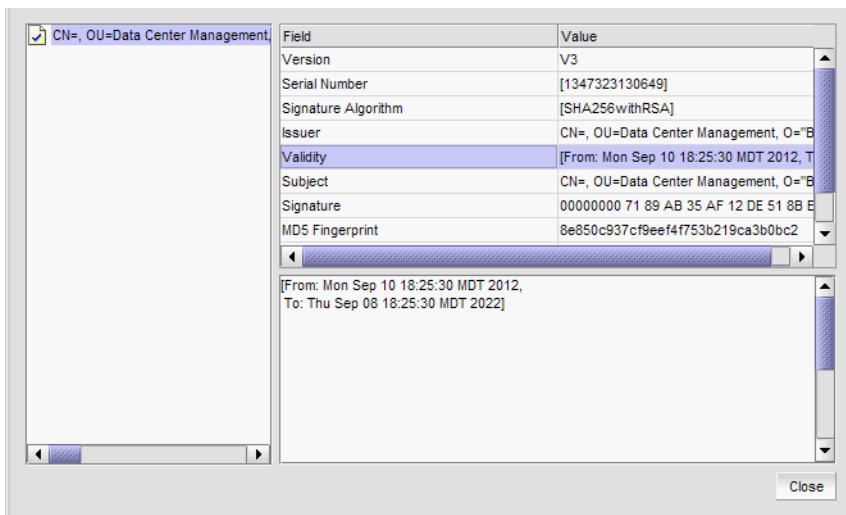 CN=, OU=Data Center Management,
Field Value
Version V3
Serial Number [1347323130649]
Signature Algorithm [SHA256withRSA]
Issuer CN=, OU=Data Center Management, O="B
Validity [From: Mon Sep 10 18:25:30 MDT 2012, T
Subject CN=, OU=Data Center Management, O="B
Signature 00000000 71 89 AB 35 AF 12 DE 51 8B E
MD5 Fingerprint 8e850c937cf9eef4f753b219ca3b0bc2
[From: Mon Sep 10 18:25:30 MDT 2012,
To: Thu Sep 08 18:25:30 MDT 2022]
Close